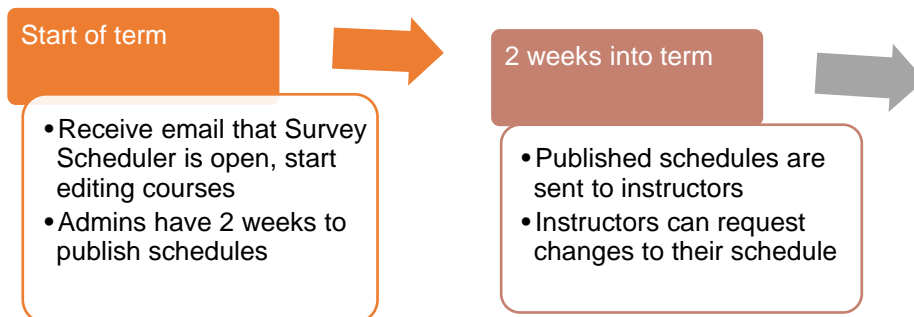 Start of term
•Receive email that Survey
Scheduler is open, start
editing courses
•Admins have 2 weeks to
publish schedules
2 weeks into term
•Published schedules are
sent to instructors
•Instructors can request
changes to their schedule